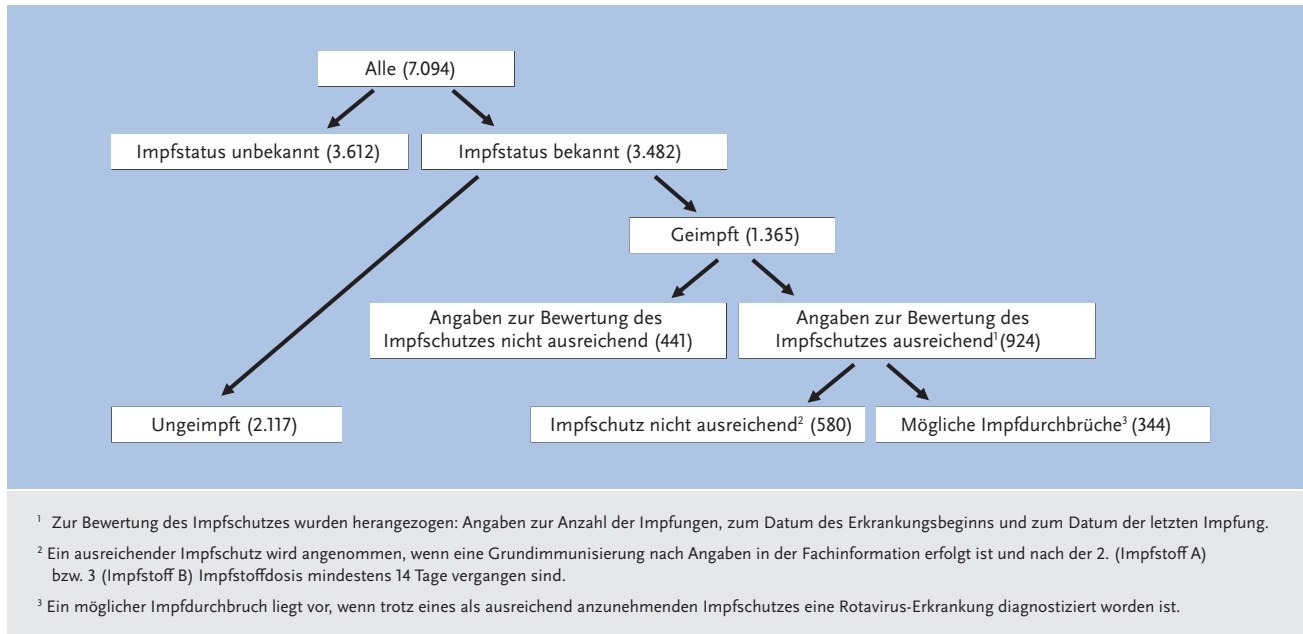 Alle (7.094)
Impfstatus unbekannt (3.612)
Impfstatus bekannt (3.482)
Geimpft (1.365)
Angaben zur Bewertung des
Impfschutzes nicht ausreichend (441)
Angaben zur Bewertung des
Impfschutzes ausreichend¹(924)
Ungeimpft (2.117)
Impfschutz nicht ausreichend² (580)
Mögliche Impfdurchbrüche³ (344)
¹ Zur Bewertung des Impfschutzes wurden herangezogen: Angaben zur Anzahl der Impfungen, zum Datum des Erkrankungsbeginns und zum Datum der letzten Impfung.
² Ein ausreichender Impfschutz wird angenommen, wenn eine Grundimmunisierung nach Angaben in der Fachinformation erfolgt ist und nach der 2. (Impfstoff A)
bzw. 3 (Impfstoff B) Impfstoffdosis mindestens 14 Tage vergangen sind.
³ Ein möglicher Impfdurchbruch liegt vor, wenn trotz eines als ausreichend anzunehmenden Impfschutzes eine Rotavirus-Erkrankung diagnostiziert worden ist.